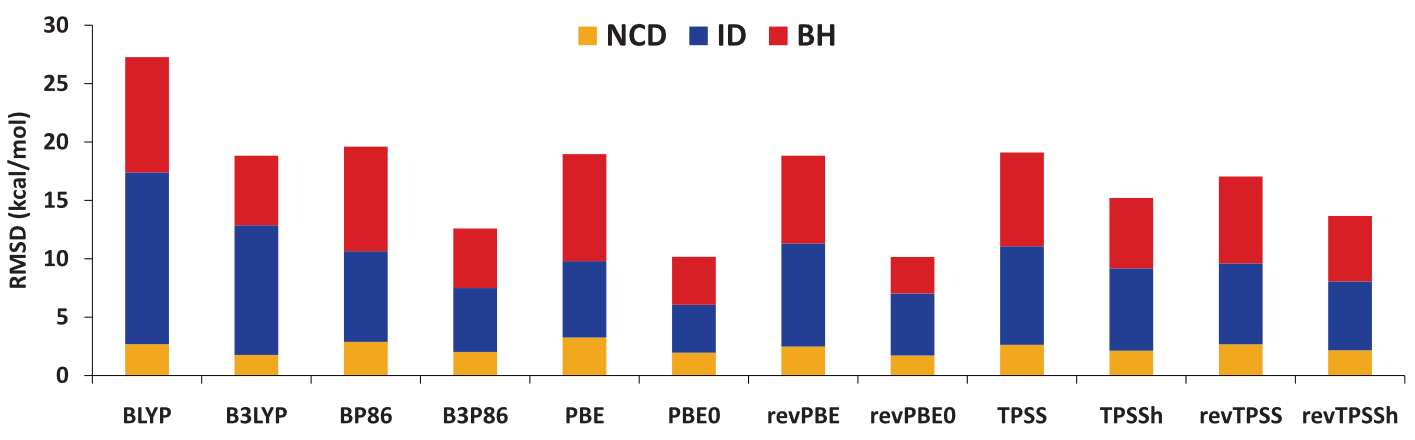 30
NCD ID BH
25
20
15
10
5
0
RMSD (kcal/mol)
BLYP B3LYP BP86 B3P86 PBE PBE0 revPBE revPBE0 TPSS TPSSh revTPSS revTPSSh